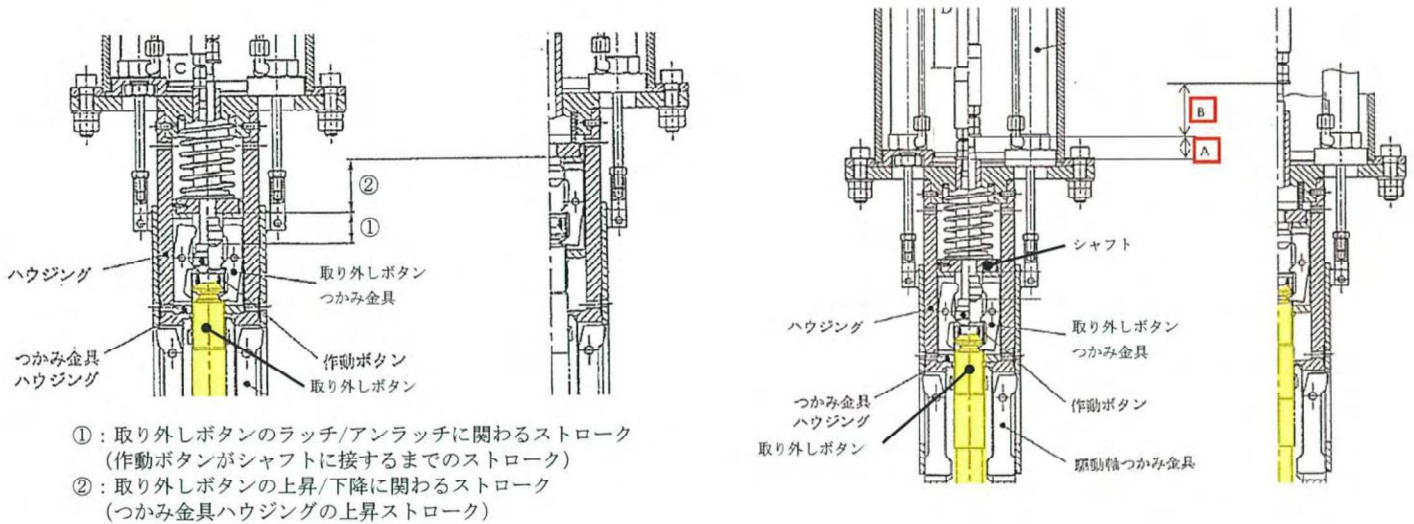 C
②
①
ハウジング
取り外しボタン
つかみ金具
つかみ金具
ハウジング
作動ボタン
取り外しボタン
①：取り外しボタンのラッチ/アンラッチに関わるストローク
（作動ボタンがシャフトに接するまでのストローク）
②：取り外しボタンの上昇/下降に関わるストローク
（つかみ金具ハウジングの上昇ストローク）
D
B
A
シャフト
ハウジング
取り外しボタン
つかみ金具
つかみ金具
ハウジング
作動ボタン
取り外しボタン
駆動軸つかみ金具